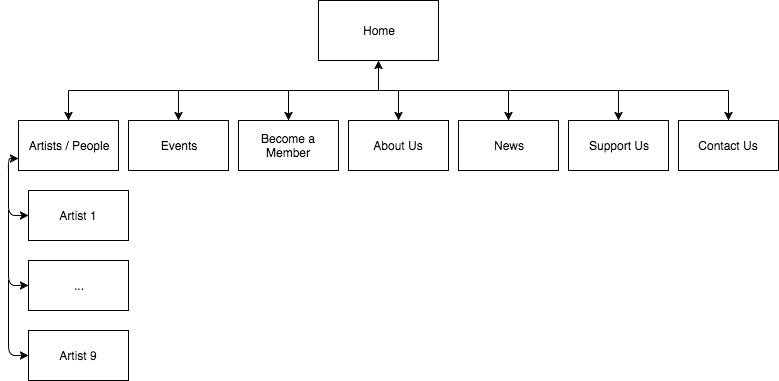 Home
Artists / People
Events
Become a
Member
About Us
News
Support Us
Contact Us
Artist 1
...
Artist 9